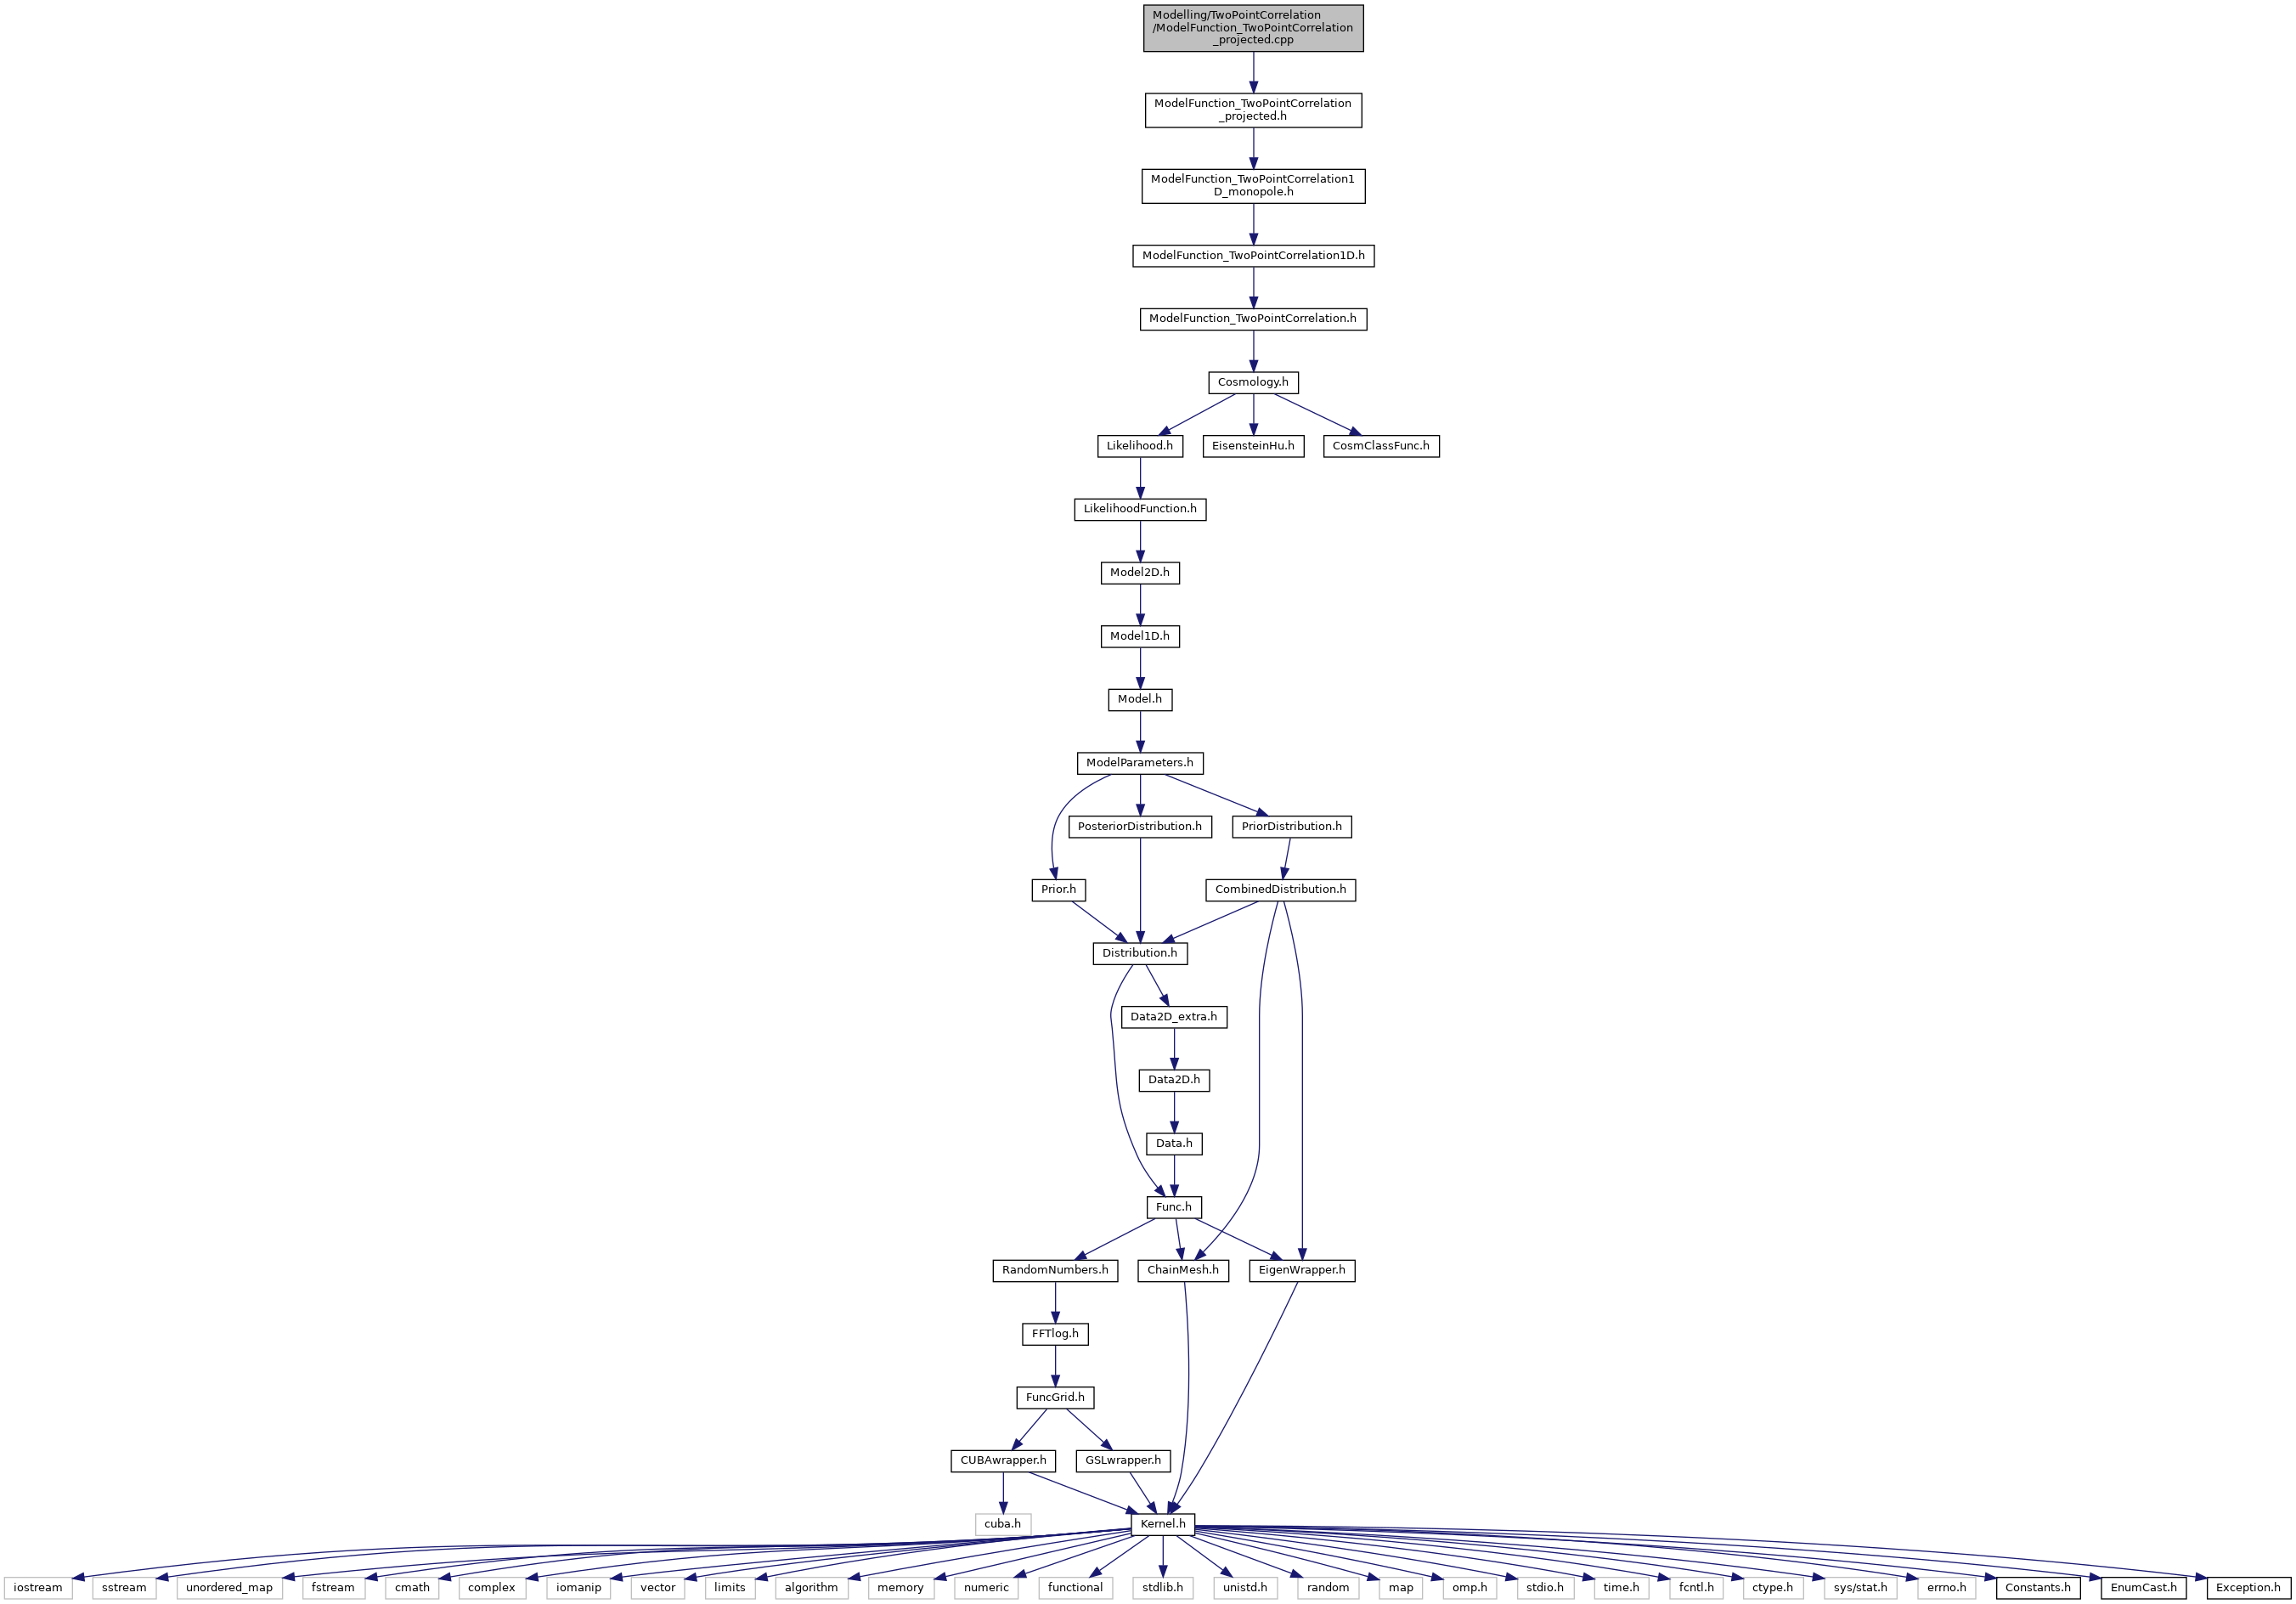 Modelling/TwoPointCorrelation
/ModelFunction_TwoPointCorrelation
_projected.cpp
ModelFunction_TwoPointCorrelation
_projected.h
ModelFunction_TwoPointCorrelation1
D_monopole.h
ModelFunction_TwoPointCorrelation1D.h
ModelFunction_TwoPointCorrelation.h
Cosmology.h
Likelihood.h
EisensteinHu.h
CosmClassFunc.h
LikelihoodFunction.h
Model2D.h
Model1D.h
Model.h
ModelParameters.h
PosteriorDistribution.h
PriorDistribution.h
Prior.h
CombinedDistribution.h
Distribution.h
Data2D_extra.h
Data2D.h
Data.h
Func.h
RandomNumbers.h
ChainMesh.h
EigenWrapper.h
FFTlog.h
FuncGrid.h
CUBAwrapper.h
GSLwrapper.h
cuba.h
Kernel.h
iostream
sstream
unordered_map
fstream
cmath
complex
iomanip
vector
limits
algorithm
memory
numeric
functional
stdlib.h
unistd.h
random
map
omp.h
stdio.h
time.h
fcntl.h
ctype.h
sys/stat.h
errno.h
Constants.h
EnumCast.h
Exception.h